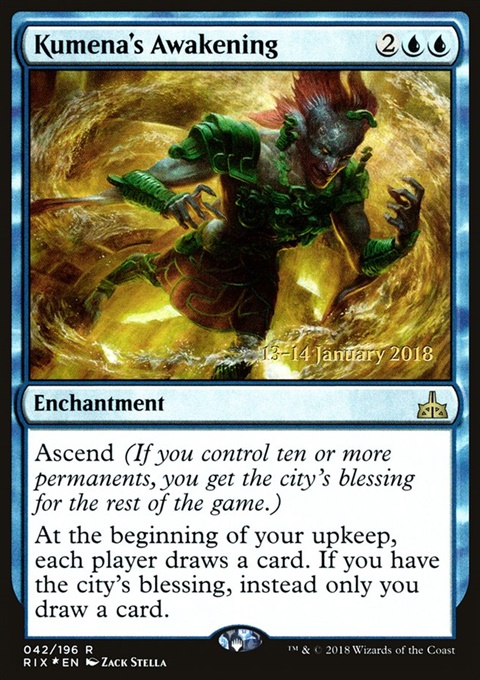 Kumena's Awakening 2
13–14 January 2018
Enchantment
Ascend (If you control ten or more
permanents, you get the city's blessing
for the rest of the game.)
At the beginning of your upkeep,
each player draws a card. If you have
the city's blessing, instead only you
draw a card.
042/196 R
RIX★EN Zack Stella
™ & © 2018 Wizards of the Coast